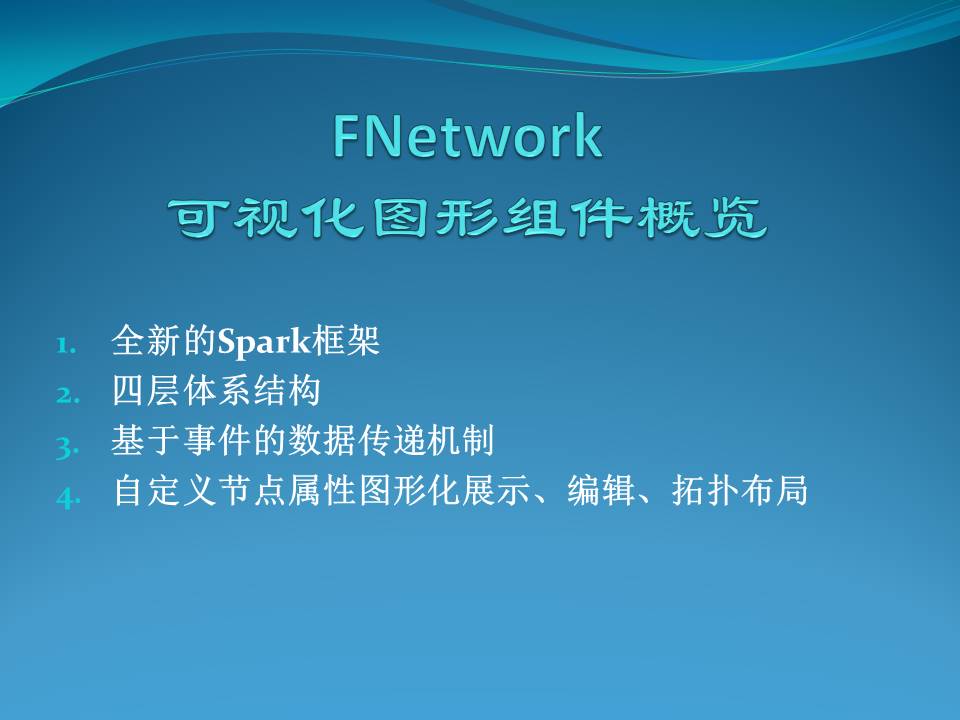 FNetwork
可视化图形组件概览
1. 全新的Spark框架
2. 四层体系结构
3. 基于事件的数据传递机制
4. 自定义节点属性图形化展示、编辑、拓扑布局